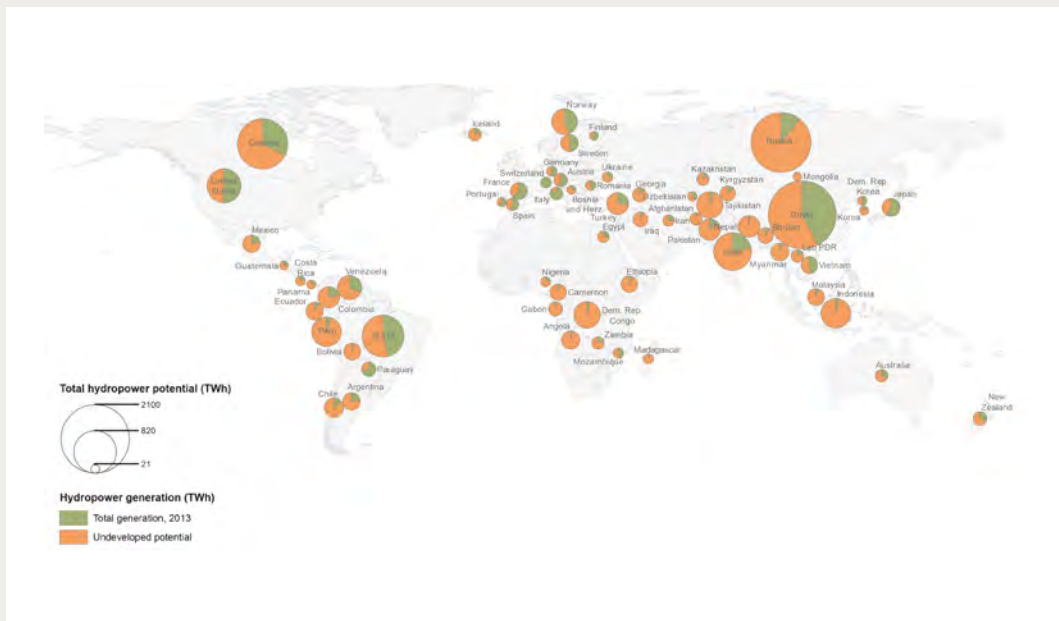 Norway
Iceland
Finland
Sweden
Canada
Russia
Germany
Switzerland
Austria
Ukraine
Kazakhstan
Mongolia
United
States
France
Romania
Georgia
Kyrgyzstan
Dem. Rep.
Korea
Japan
Portugal
Italy
Bosnia
and Herz.
Uzbekistan
Tajikistan
China
Korea
Spain
Turkey
Afghanistan
Iran
Nepal
Bhutan
Mexico
Egypt
Iraq
Pakistan
India
Lao PDR
Guatemala
Costa
Rica
Venezuela
Myanmar
Vietnam
Panama
Nigeria
Ethiopia
Malaysia
Ecuador
Colombia
Cameroon
Indonesia
Peru
Brazil
Gabon
Dem. Rep.
Congo
Bolivia
Angola
Zambia
Madagascar
Mozambique
Paraguay
Australia
Chile
Argentina
New
Zealand
Total hydropower potential (TWh)
2100
820
21
Hydropower generation (TWh)
Total generation, 2013
Undeveloped potential